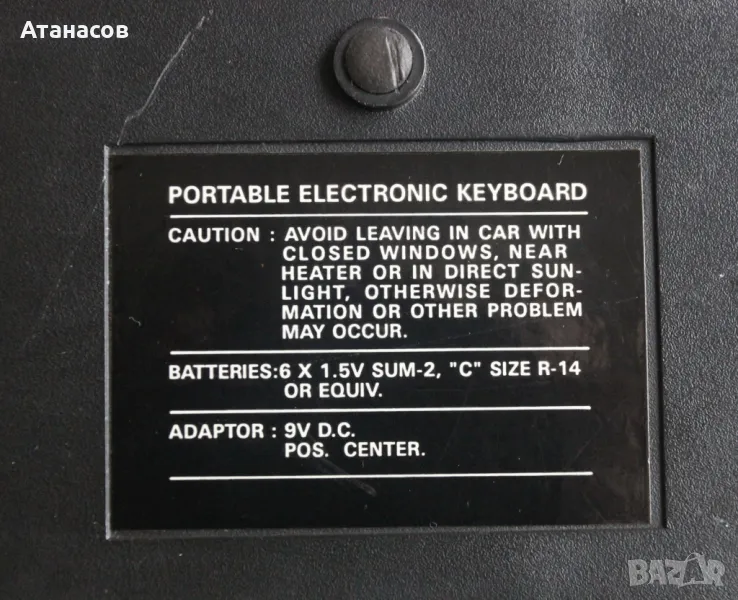 Атанасов
PORTABLE ELECTRONIC KEYBOARD
CAUTION : AVOID LEAVING IN CAR WITH
CLOSED WINDOWS, NEAR
HEATER OR IN DIRECT SUN-
LIGHT, OTHERWISE DEFOR-
MATION OR OTHER PROBLEM
MAY OCCUR.
BATTERIES:6 X 1.5V SUM-2, "C" SIZE R-14
OR EQUIV.
ADAPTOR : 9V D.C.
POS. CENTER.
BAZAR